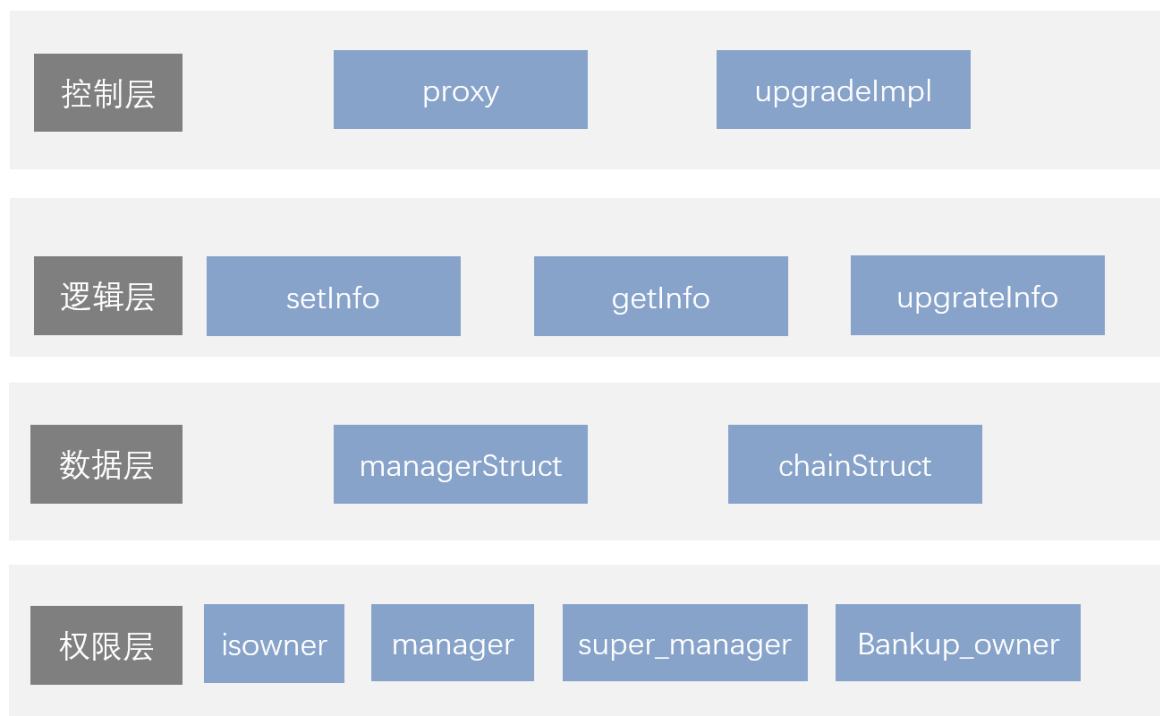 控制层
proxy
upgradeImpl
逻辑层
setInfo
getInfo
upgrateInfo
数据层
managerStruct
chainStruct
权限层
isowner
manager
super_manager
Bankup_owner